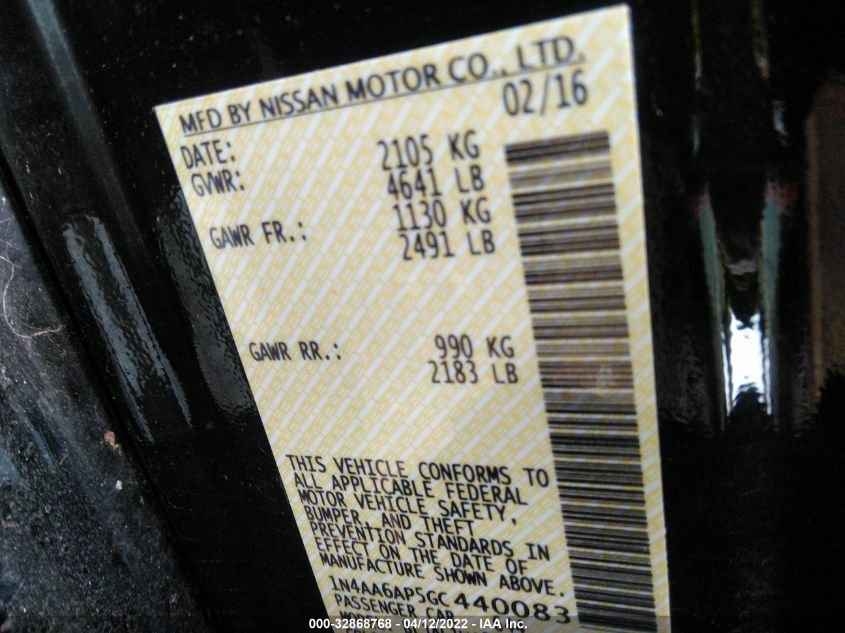 MFD BY NISSAN MOTOR CO., LTD.
DATE: 02/16
GVWR: 2105 KG
4641 LB
GAWR FR.: 1130 KG
2491 LB
GAWR RR.: 990 KG
2183 LB
THIS VEHICLE CONFORMS TO
ALL APPLICABLE FEDERAL
MOTOR VEHICLE SAFETY,
BUMPER, AND THEFT
PREVENTION STANDARDS IN
EFFECT ON THE DATE OF
MANUFACTURE SHOWN ABOVE.
1N4AA6AP5GC440083
PASSENGER CAR
000-32868768 - 04/12/2022 - IAA Inc.